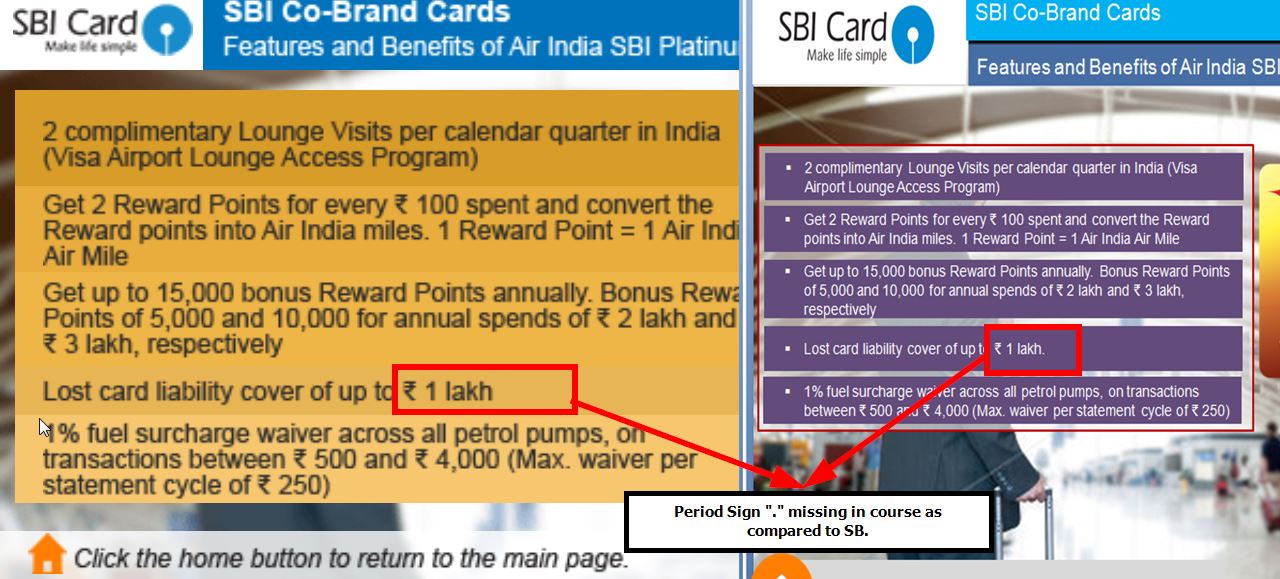 SBI Card
Make life simple
SBI Co-Brand Cards
Features and Benefits of Air India SBI Platinu
2 complimentary Lounge Visits per calendar quarter in India
(Visa Airport Lounge Access Program)
Get 2 Reward Points for every ₹ 100 spent and convert the
Reward points into Air India miles. 1 Reward Point = 1 Air Indi
Air Mile
Get up to 15,000 bonus Reward Points annually. Bonus Rewa
Points of 5,000 and 10,000 for annual spends of ₹ 2 lakh and
₹ 3 lakh, respectively
Lost card liability cover of up to ₹ 1 lakh
1% fuel surcharge waiver across all petrol pumps, on
transactions between ₹ 500 and ₹ 4,000 (Max. waiver per
statement cycle of ₹ 250)
Click the home button to return to the main page.
SBI Card
Make life simple
SBI Co-Brand Cards
Features and Benefits of Air India SBI
▪ 2 complimentary Lounge Visits per calendar quarter in India (Visa
Airport Lounge Access Program)
▪ Get 2 Reward Points for every ₹ 100 spent and convert the Reward
points into Air India miles. 1 Reward Point = 1 Air India Air Mile
▪ Get up to 15,000 bonus Reward Points annually. Bonus Reward Points
of 5,000 and 10,000 for annual spends of ₹ 2 lakh and ₹ 3 lakh,
respectively
▪ Lost card liability cover of up to ₹ 1 lakh.
▪ 1% fuel surcharge waiver across all petrol pumps, on transactions
between ₹ 500 and ₹ 4,000 (Max. waiver per statement cycle of ₹ 250)
Period Sign "." missing in course as
compared to SB.